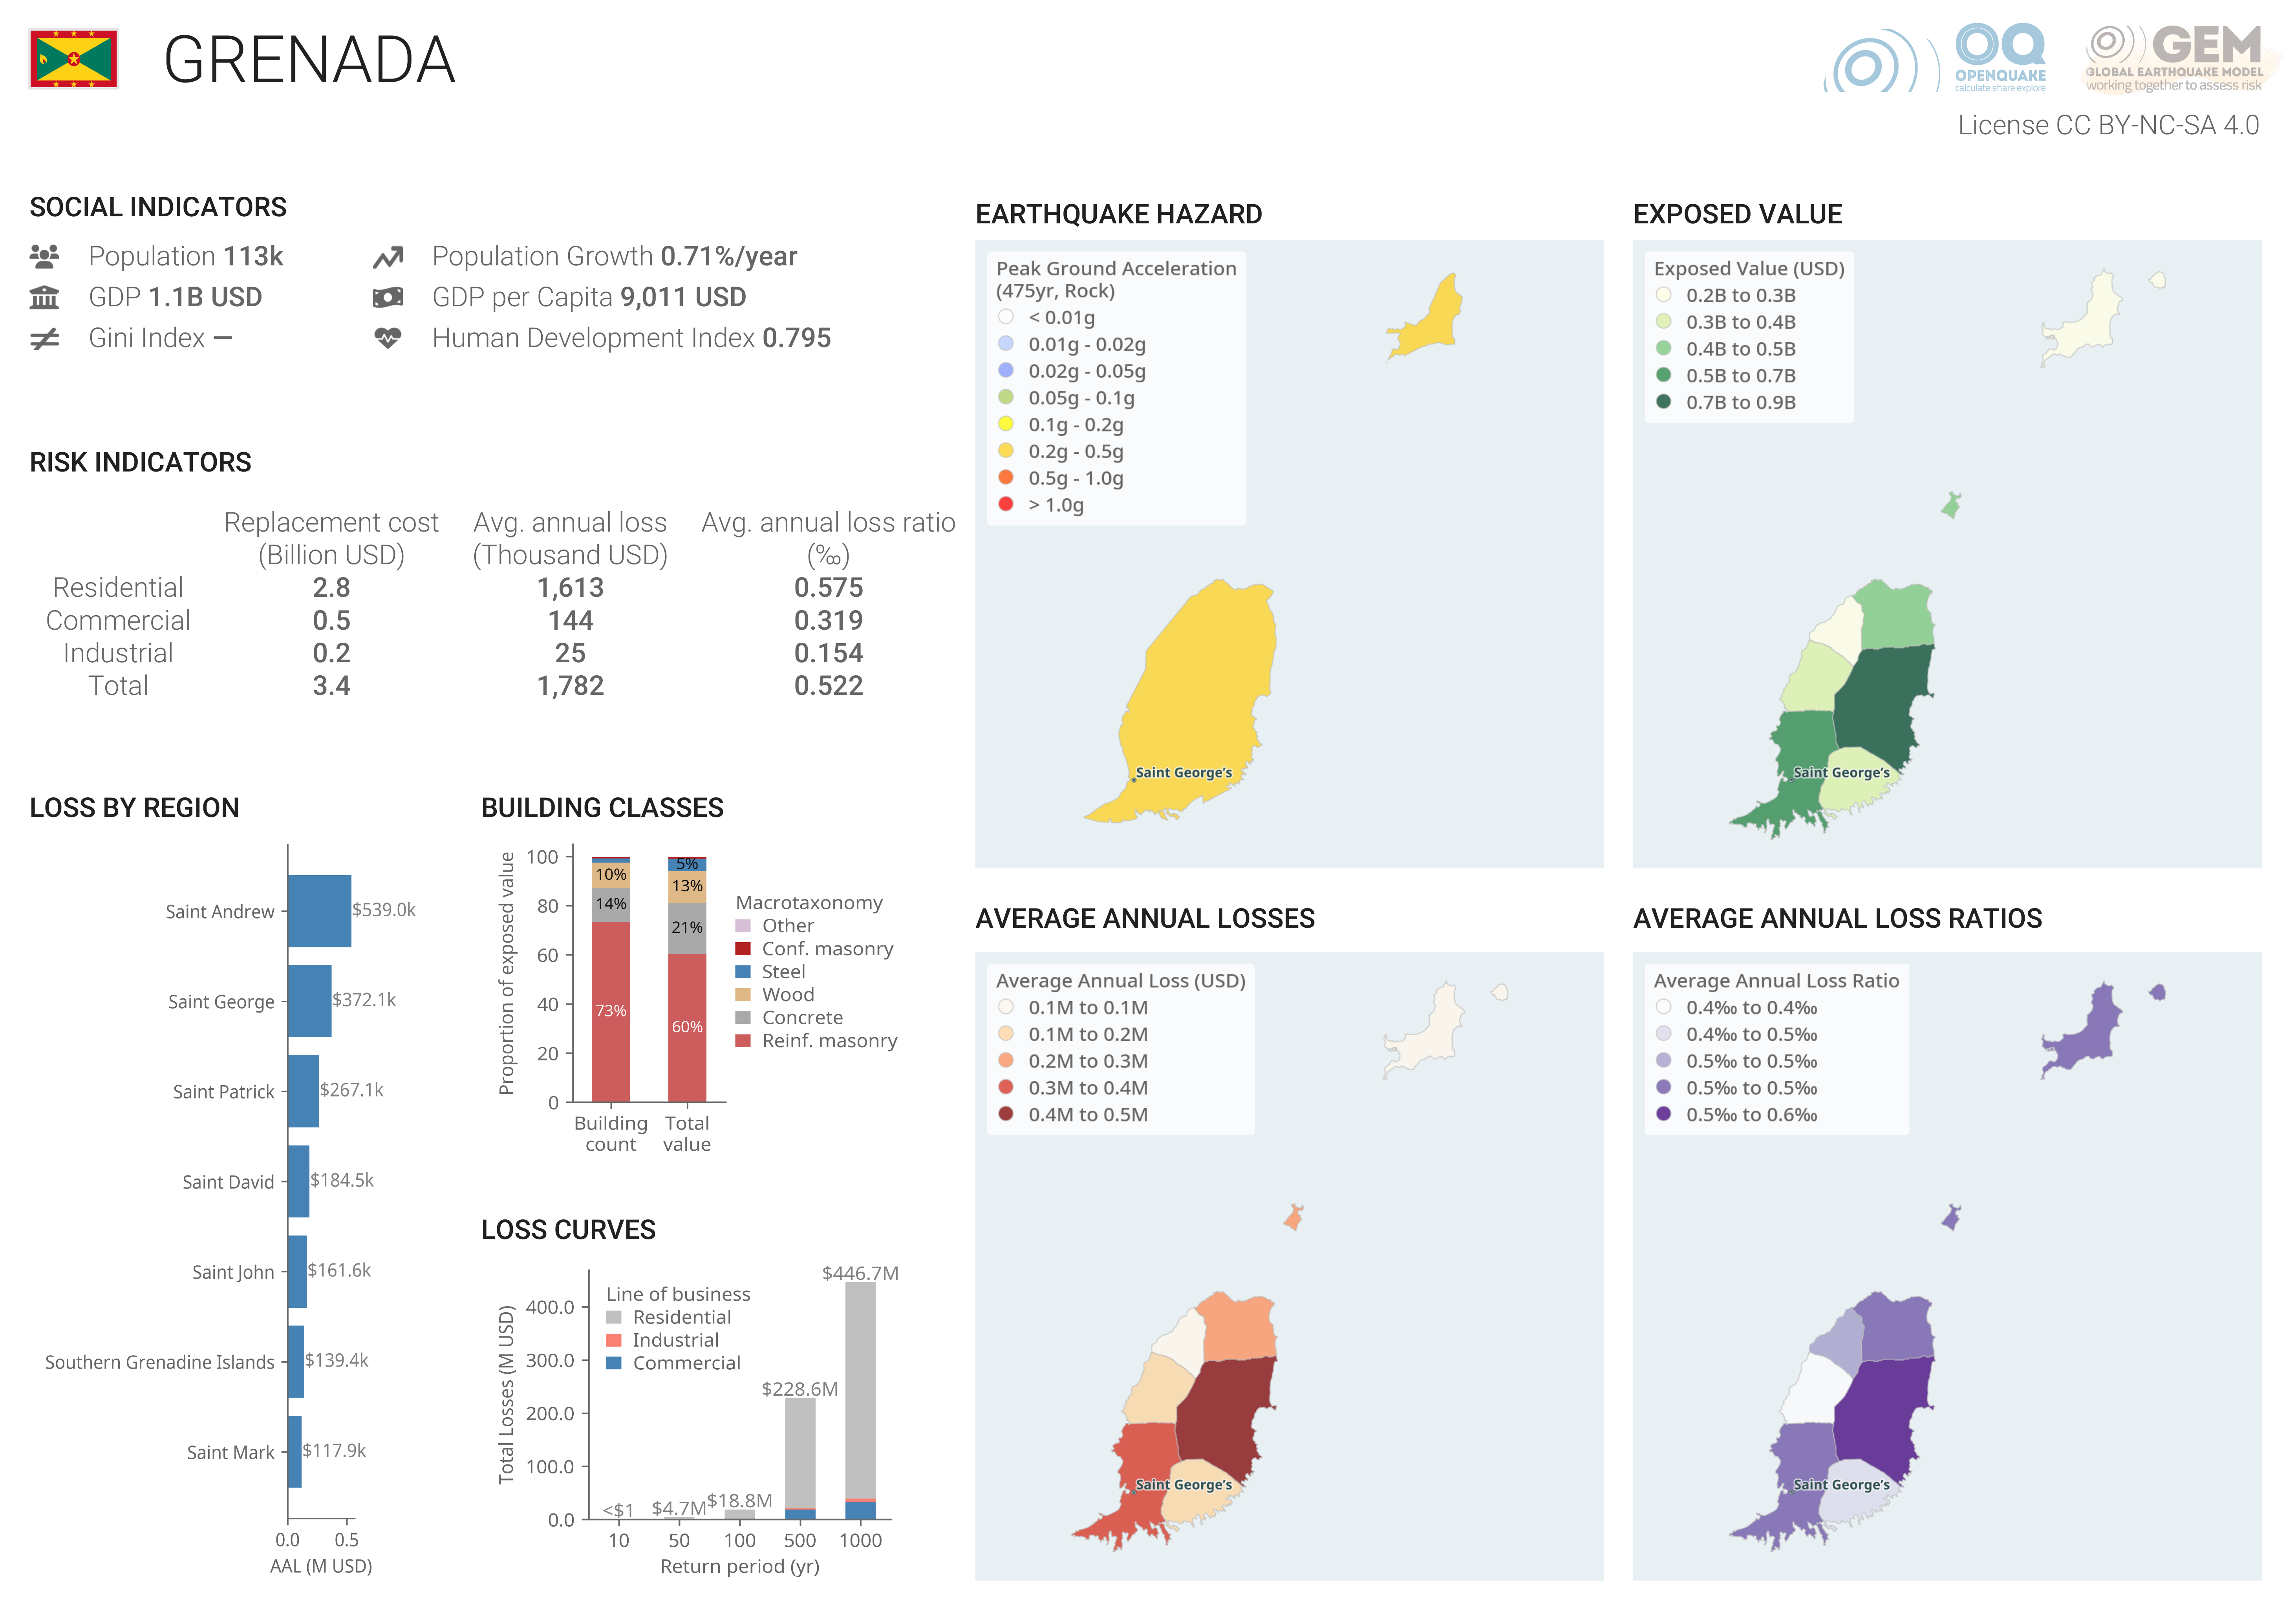 GRENADA
OQ
OPENQUAKE
calculate share explore
GEM
GLOBAL EARTHQUAKE MODEL
working together to assess risk
License CC BY-NC-SA 4.0
SOCIAL INDICATORS
Population 113k
Population Growth 0.71%/year
GDP 1.1B USD
GDP per Capita 9,011 USD
Gini Index —
Human Development Index 0.795
RISK INDICATORS
Replacement cost
(Billion USD)
Avg. annual loss
(Thousand USD)
Avg. annual loss ratio
(‰)
Residential 2.8 1,613 0.575
Commercial 0.5 144 0.319
Industrial 0.2 25 0.154
Total 3.4 1,782 0.522
LOSS BY REGION
Saint Andrew $539.0k
Saint George $372.1k
Saint Patrick $267.1k
Saint David $184.5k
Saint John $161.6k
Southern Grenadine Islands $139.4k
Saint Mark $117.9k
0.0 0.5
AAL (M USD)
BUILDING CLASSES
Proportion of exposed value
100
80
60
40
20
0
10%
14%
73%
5%
13%
21%
60%
Building
count
Total
value
Macrotaxonomy
Other
Conf. masonry
Steel
Wood
Concrete
Reinf. masonry
LOSS CURVES
Total Losses (M USD)
400.0
300.0
200.0
100.0
0.0
Line of business
Residential
Industrial
Commercial
<$1
$4.7M
$18.8M
$228.6M
$446.7M
10 50 100 500 1000
Return period (yr)
EARTHQUAKE HAZARD
Peak Ground Acceleration
(475yr, Rock)
< 0.01g
0.01g - 0.02g
0.02g - 0.05g
0.05g - 0.1g
0.1g - 0.2g
0.2g - 0.5g
0.5g - 1.0g
> 1.0g
Saint George's
EXPOSED VALUE
Exposed Value (USD)
0.2B to 0.3B
0.3B to 0.4B
0.4B to 0.5B
0.5B to 0.7B
0.7B to 0.9B
Saint George's
AVERAGE ANNUAL LOSSES
Average Annual Loss (USD)
0.1M to 0.1M
0.1M to 0.2M
0.2M to 0.3M
0.3M to 0.4M
0.4M to 0.5M
Saint George's
AVERAGE ANNUAL LOSS RATIOS
Average Annual Loss Ratio
0.4‰ to 0.4‰
0.4‰ to 0.5‰
0.5‰ to 0.5‰
0.5‰ to 0.5‰
0.5‰ to 0.6‰
Saint George's